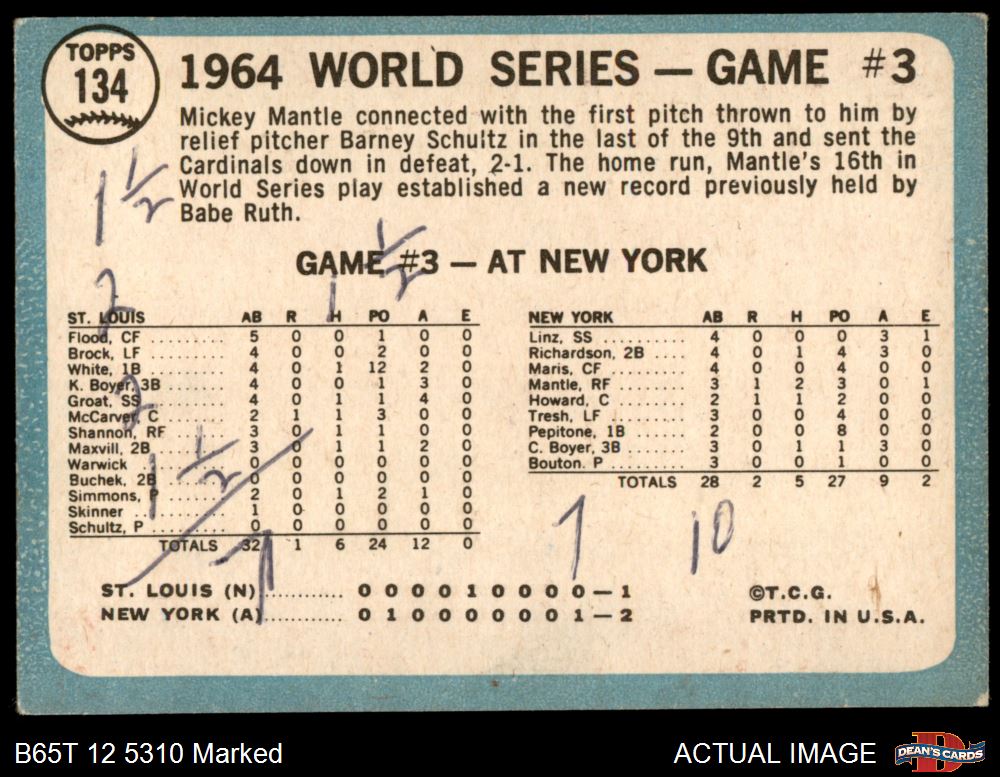 TOPPS
134
1964 WORLD SERIES — GAME #3
Mickey Mantle connected with the first pitch thrown to him by
relief pitcher Barney Schultz in the last of the 9th and sent the
Cardinals down in defeat, 2-1. The home run, Mantle's 16th in
World Series play established a new record previously held by
Babe Ruth.
1 1/2
1 1/2
GAME #3 — AT NEW YORK
2
ST. LOUIS AB R H PO A E
Flood, CF .......... 5 0 0 1 0 0
Brock, LF .......... 4 0 0 2 0 0
White, 1B .......... 4 0 1 12 2 0
K. Boyer, 3B ........ 4 0 0 1 3 0
Groat, SS .......... 4 0 1 1 4 0
McCarver, C ........ 2 1 1 3 0 0
Shannon, RF ........ 3 0 1 1 0 0
Maxvill, 2B ......... 3 0 1 1 2 0
Warwick ........... 0 0 0 0 0 0
Buchek, 2B ......... 0 0 0 0 0 0
Simmons, P ........ 2 0 1 2 1 0
Skinner ........... 1 0 0 0 0 0
Schultz, P .......... 0 0 0 0 0 0
TOTALS 32 1 6 24 12 0
2
1 1/2
7
NEW YORK AB R H PO A E
Linz, SS ........... 4 0 0 0 3 1
Richardson, 2B ..... 4 0 1 4 3 0
Maris, CF .......... 4 0 0 4 0 0
Mantle, RF ......... 3 1 2 3 0 1
Howard, C ......... 2 1 1 2 0 0
Tresh, LF .......... 3 0 0 4 0 0
Pepitone, 1B ....... 2 0 0 8 0 0
C. Boyer, 3B ........ 3 0 1 1 3 0
Bouton, P .......... 3 0 0 1 0 0
TOTALS 28 2 5 27 9 2
7 10
ST. LOUIS (N) ............ 0 0 0 0 1 0 0 0 0 — 1
NEW YORK (A) ............ 0 1 0 0 0 0 0 0 1 — 2
©T.C.G.
PRTD. IN U.S.A.
B65T 12 5310 Marked
ACTUAL IMAGE
DEAN'S CARDS